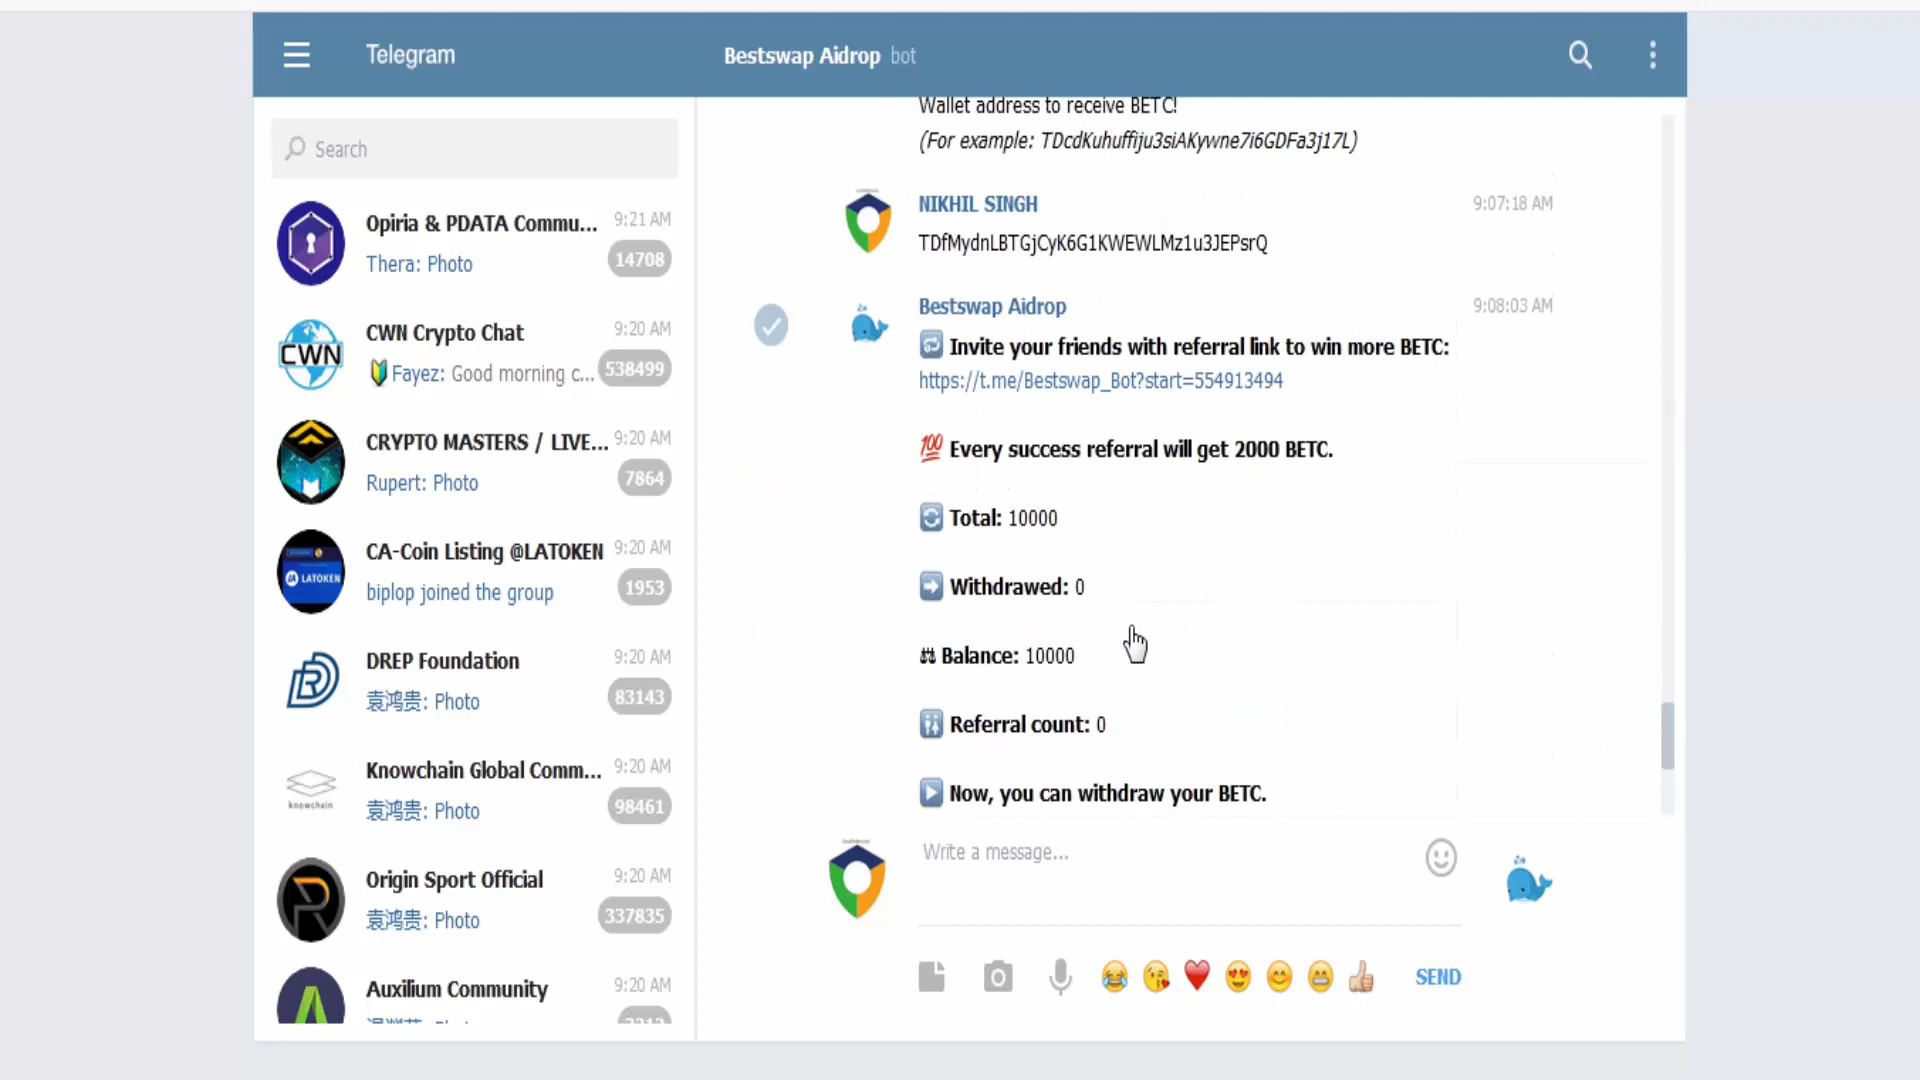 Telegram
Bestswap Aidrop bot
Search
Opiria & PDATA Commu... 9:21 AM
Thera: Photo 14708
CWN Crypto Chat 9:20 AM
Fayez: Good morning c... 538499
CWN
CRYPTO MASTERS / LIVE... 9:20 AM
Rupert: Photo 7864
CA-Coin Listing @LATOKEN 9:20 AM
biplop joined the group 1953
LATOKEN
DREP Foundation 9:20 AM
袁鸿贵: Photo 83143
Knowchain Global Comm... 9:20 AM
袁鸿贵: Photo 98461
knowchain
Origin Sport Official 9:20 AM
袁鸿贵: Photo 337835
Auxilium Community 9:20 AM
Wallet address to receive BETC!
(For example: TDcdKuhuffiju3siAKywne7i6GDFa3j17L)
NIKHIL SINGH 9:07:18 AM
TDfMydnLBTGjCyK6G1KWEWLMz1u3JEPsrQ
Bestswap Aidrop 9:08:03 AM
Invite your friends with referral link to win more BETC:
https://t.me/Bestswap_Bot?start=554913494
💯 Every success referral will get 2000 BETC.
Total: 10000
Withdrawed: 0
Balance: 10000
Referral count: 0
Now, you can withdraw your BETC.
Write a message...
SEND